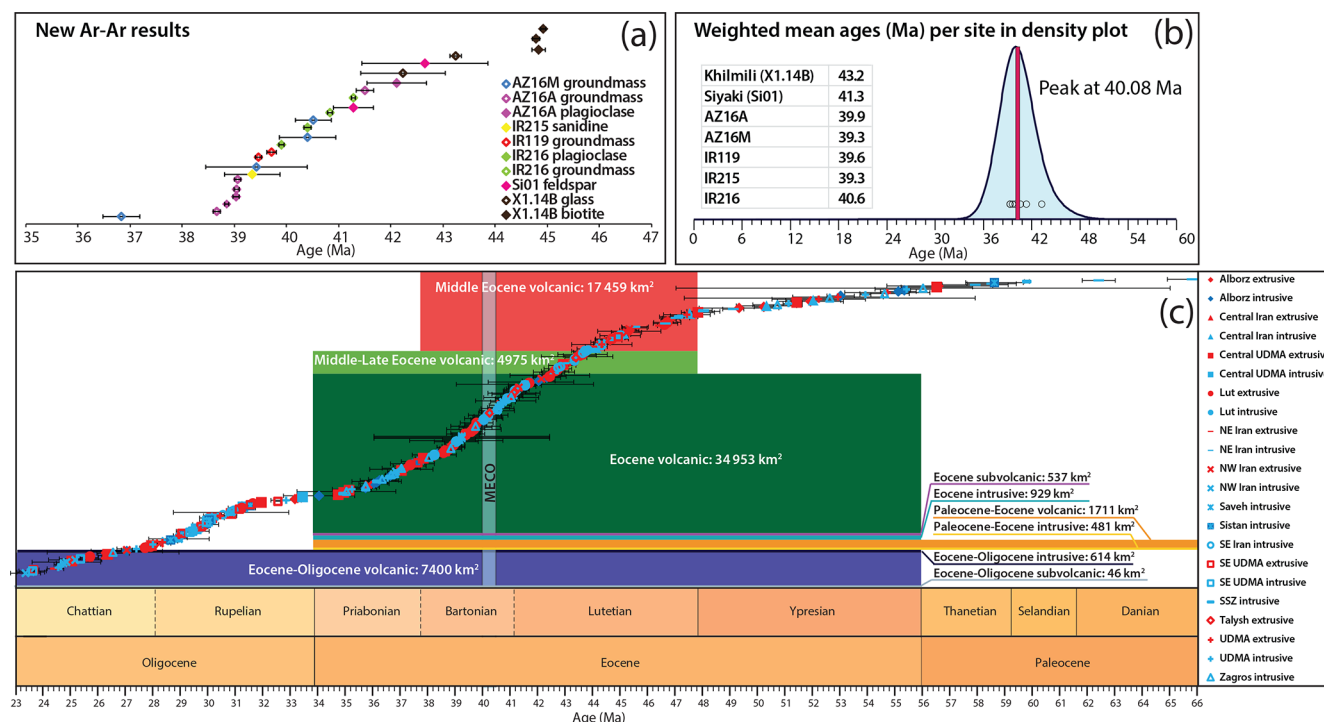 New Ar-Ar results
(a)
AZ16M groundmass
AZ16A groundmass
AZ16A plagioclase
IR215 sanidine
IR119 groundmass
IR216 plagioclase
IR216 groundmass
Si01 feldspar
X1.14B glass
X1.14B biotite
35 36 37 38 39 40 41 42 43 44 45 46 47
Age (Ma)
Weighted mean ages (Ma) per site in density plot
(b)
Khilmili (X1.14B) 43.2
Siyaki (Si01) 41.3
AZ16A 39.9
AZ16M 39.3
IR119 39.6
IR215 39.3
IR216 40.6
Peak at 40.08 Ma
0 6 12 18 24 30 36 42 48 54 60
Age (Ma)
(c)
Middle Eocene volcanic: 17 459 km²
Middle-Late Eocene volcanic: 4975 km²
Eocene volcanic: 34 953 km²
MECO
Eocene subvolcanic: 537 km²
Eocene intrusive: 929 km²
Paleocene-Eocene volcanic: 1711 km²
Paleocene-Eocene intrusive: 481 km²
Eocene-Oligocene intrusive: 614 km²
Eocene-Oligocene volcanic: 7400 km²
Eocene-Oligocene subvolcanic: 46 km²
Chattian Rupelian Priabonian Bartonian Lutetian Ypresian Thanetian Selandian Danian
Oligocene Eocene Paleocene
23 24 25 26 27 28 29 30 31 32 33 34 35 36 37 38 39 40 41 42 43 44 45 46 47 48 49 50 51 52 53 54 55 56 57 58 59 60 61 62 63 64 65 66
Age (Ma)
Alborz extrusive
Alborz intrusive
Central Iran extrusive
Central Iran intrusive
Central UDMA extrusive
Central UDMA intrusive
Lut extrusive
Lut intrusive
NE Iran extrusive
NE Iran intrusive
NW Iran extrusive
NW Iran intrusive
Saveh intrusive
Sistan intrusive
SE Iran intrusive
SE UDMA extrusive
SE UDMA intrusive
SSZ intrusive
Talysh extrusive
UDMA extrusive
UDMA intrusive
Zagros intrusive